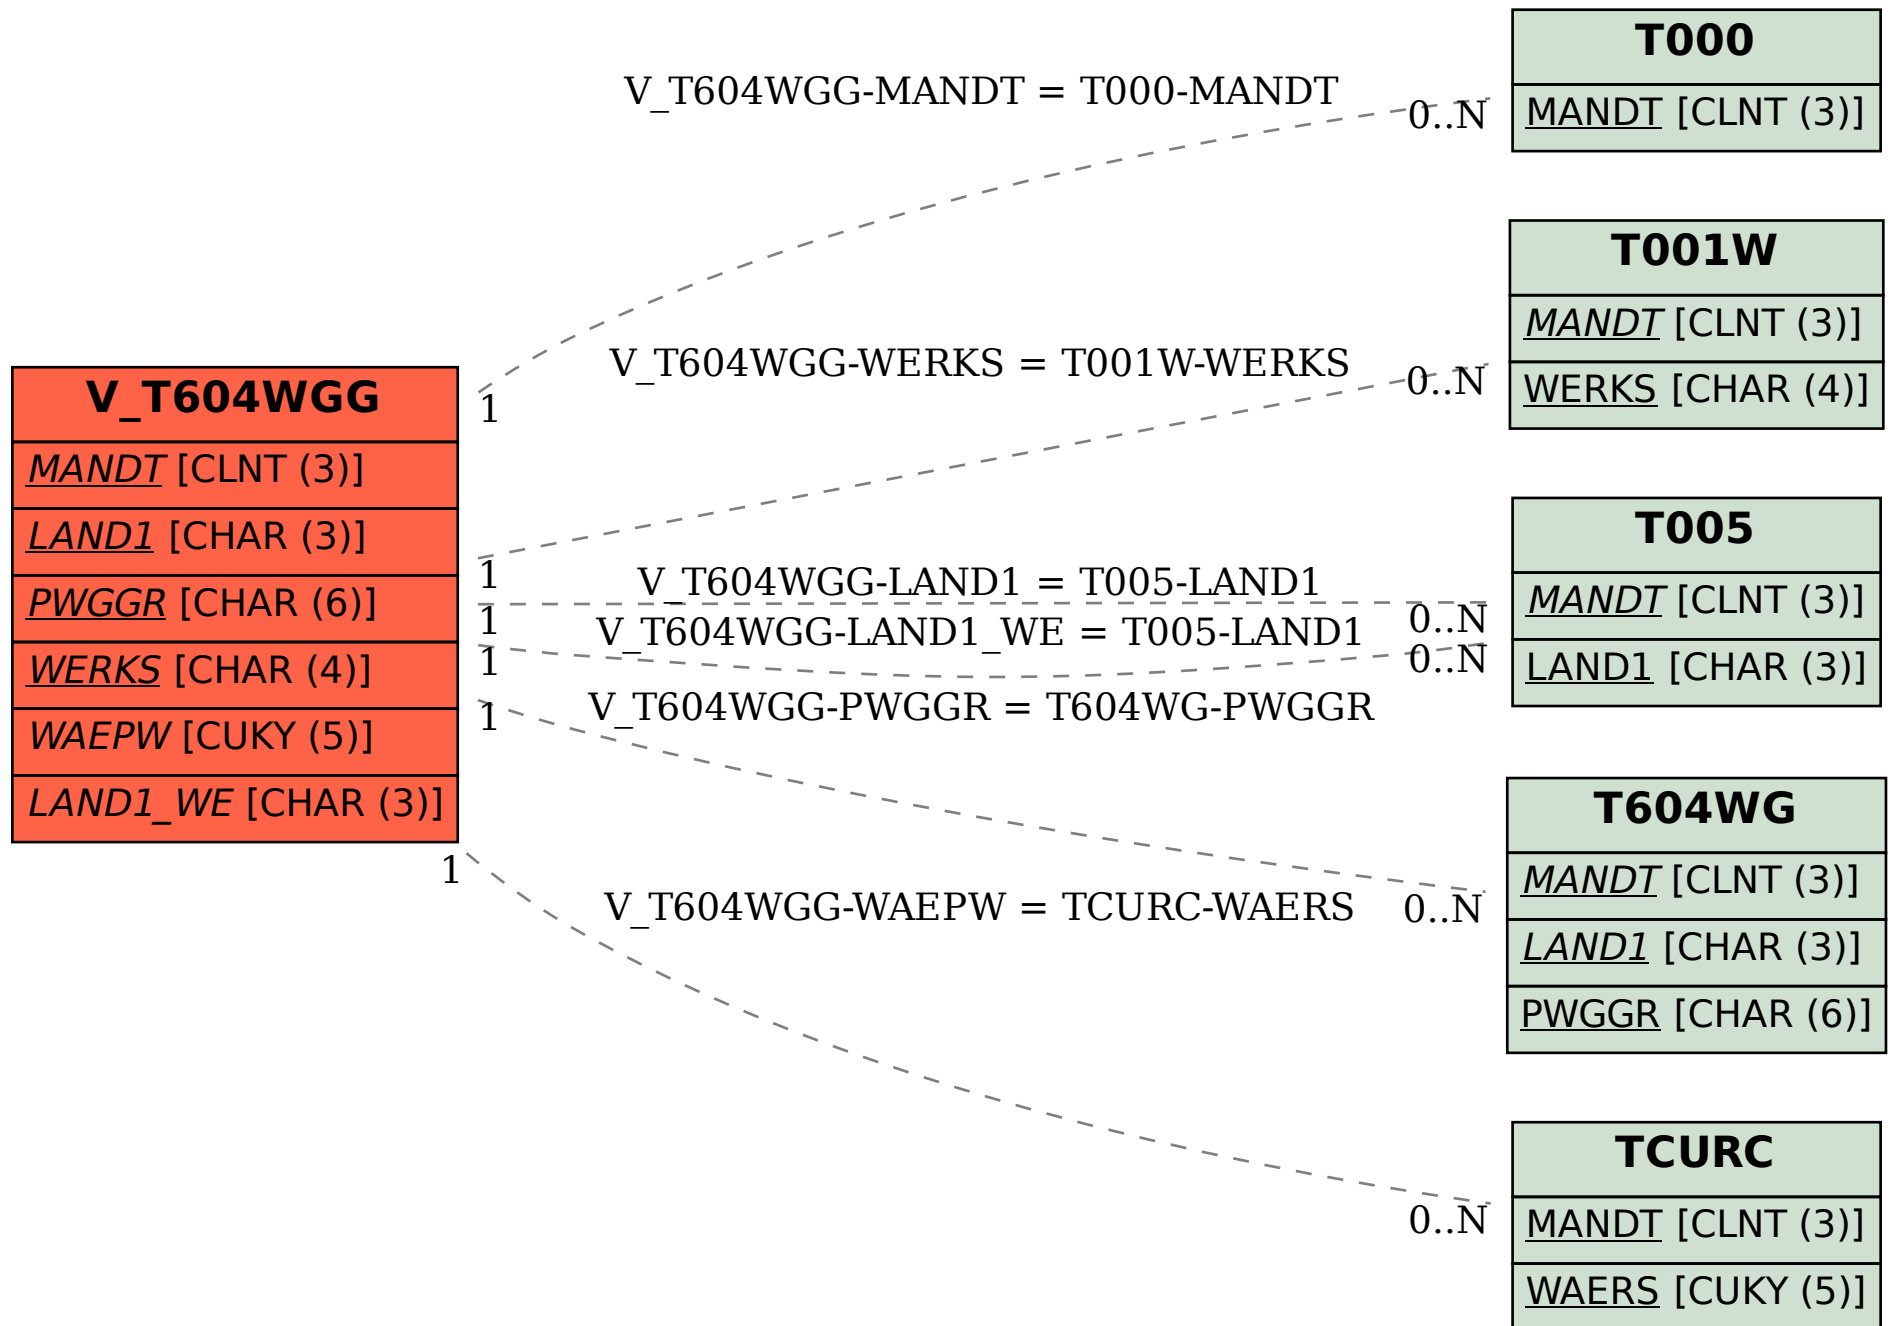 V_T604WGG
MANDT [CLNT (3)]
LAND1 [CHAR (3)]
PWGGR [CHAR (6)]
WERKS [CHAR (4)]
WAEPW [CUKY (5)]
LAND1_WE [CHAR (3)]
V_T604WGG-MANDT = T000-MANDT
1
0..N
V_T604WGG-WERKS = T001W-WERKS
1
0..N
V_T604WGG-LAND1 = T005-LAND1
1
0..N
V_T604WGG-LAND1_WE = T005-LAND1
1
0..N
V_T604WGG-PWGGR = T604WG-PWGGR
1
0..N
V_T604WGG-WAEPW = TCURC-WAERS
1
0..N
T000
MANDT [CLNT (3)]
T001W
MANDT [CLNT (3)]
WERKS [CHAR (4)]
T005
MANDT [CLNT (3)]
LAND1 [CHAR (3)]
T604WG
MANDT [CLNT (3)]
LAND1 [CHAR (3)]
PWGGR [CHAR (6)]
TCURC
MANDT [CLNT (3)]
WAERS [CUKY (5)]